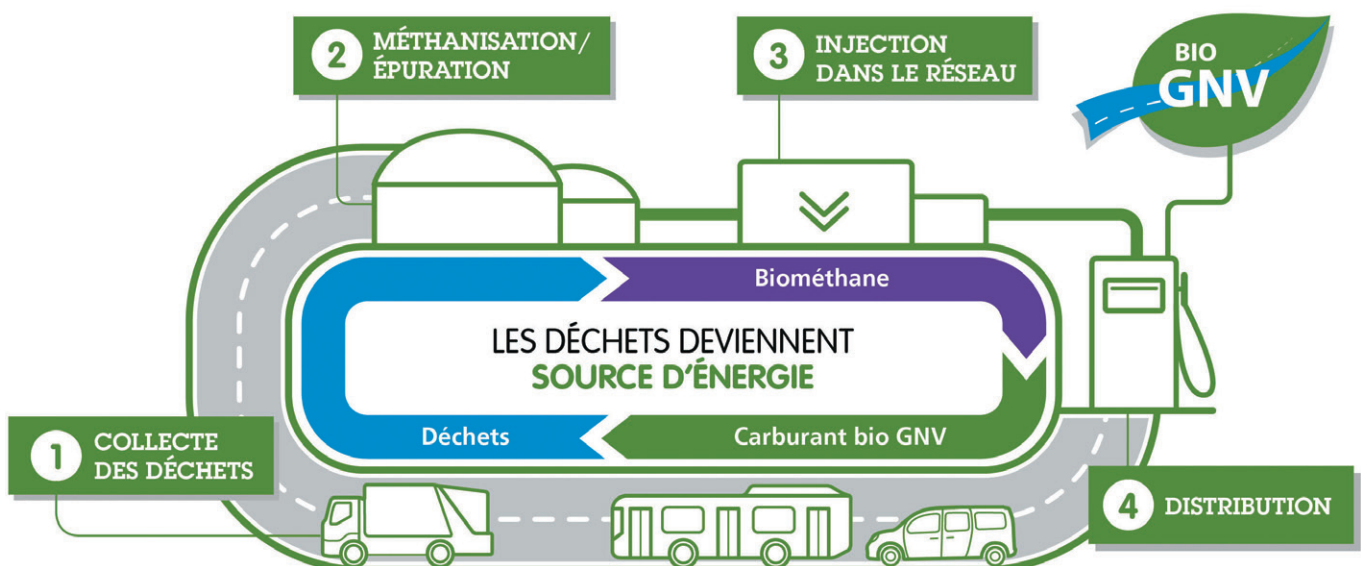 2
MÉTHANISATION/
ÉPURATION
3
INJECTION
DANS LE RÉSEAU
BIO
GNV
Biométhane
LES DÉCHETS DEVIENNENT
SOURCE D'ÉNERGIE
Déchets
Carburant bio GNV
1
COLLECTE
DES DÉCHETS
4
DISTRIBUTION